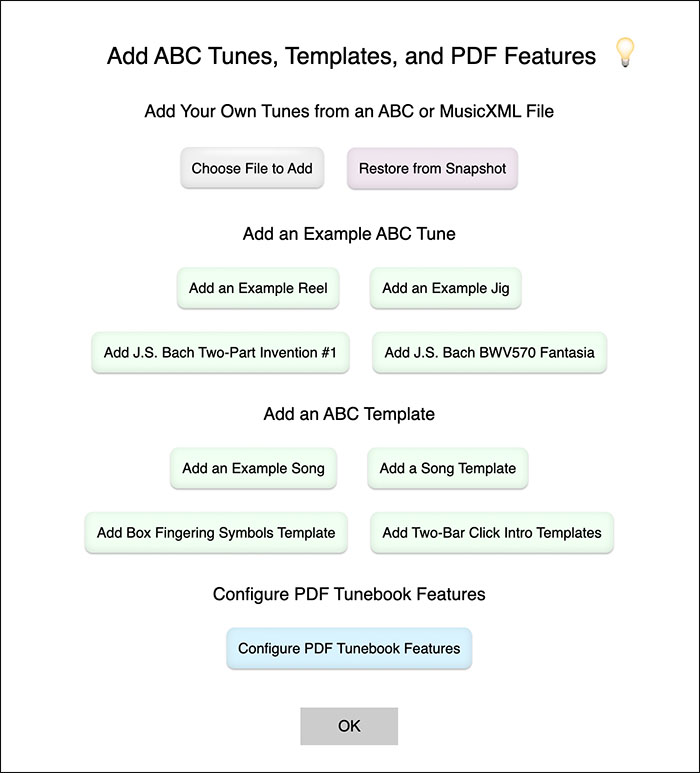 Add ABC Tunes, Templates, and PDF Features
Add Your Own Tunes from an ABC or MusicXML File
Choose File to Add
Restore from Snapshot
Add an Example ABC Tune
Add an Example Reel
Add an Example Jig
Add J.S. Bach Two-Part Invention #1
Add J.S. Bach BWV570 Fantasia
Add an ABC Template
Add an Example Song
Add a Song Template
Add Box Fingering Symbols Template
Add Two-Bar Click Intro Templates
Configure PDF Tunebook Features
Configure PDF Tunebook Features
OK